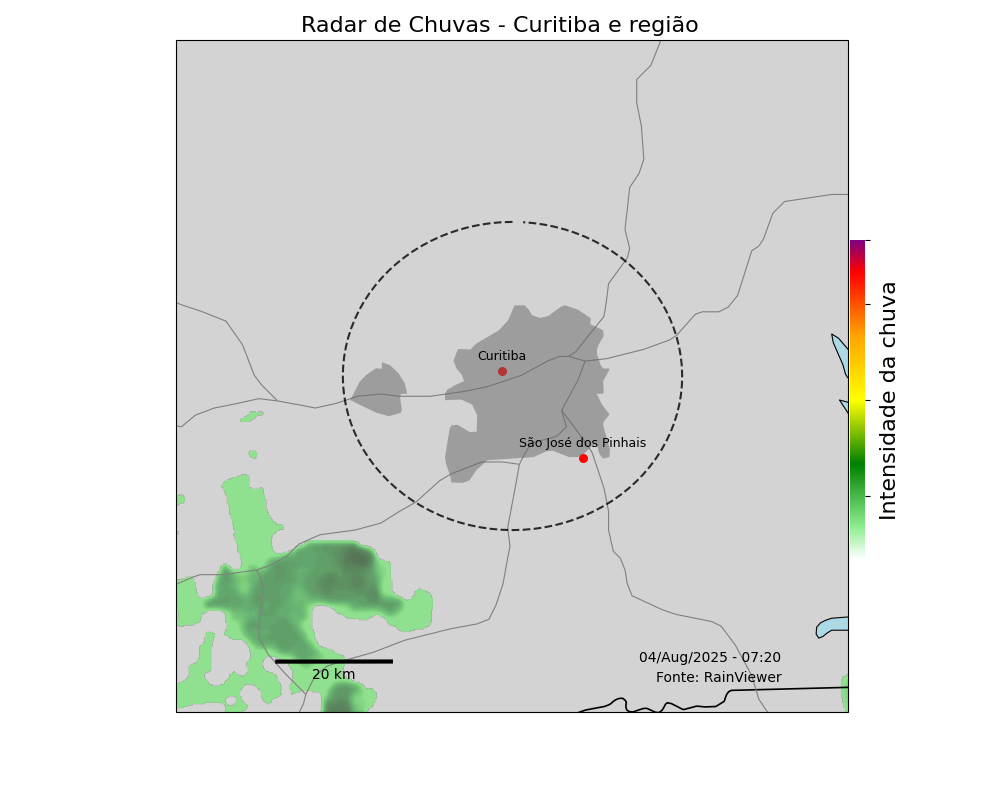 Radar de Chuvas - Curitiba e região
Curitiba
São José dos Pinhais
Intensidade da chuva
20 km
04/Aug/2025 - 07:20
Fonte: RainViewer